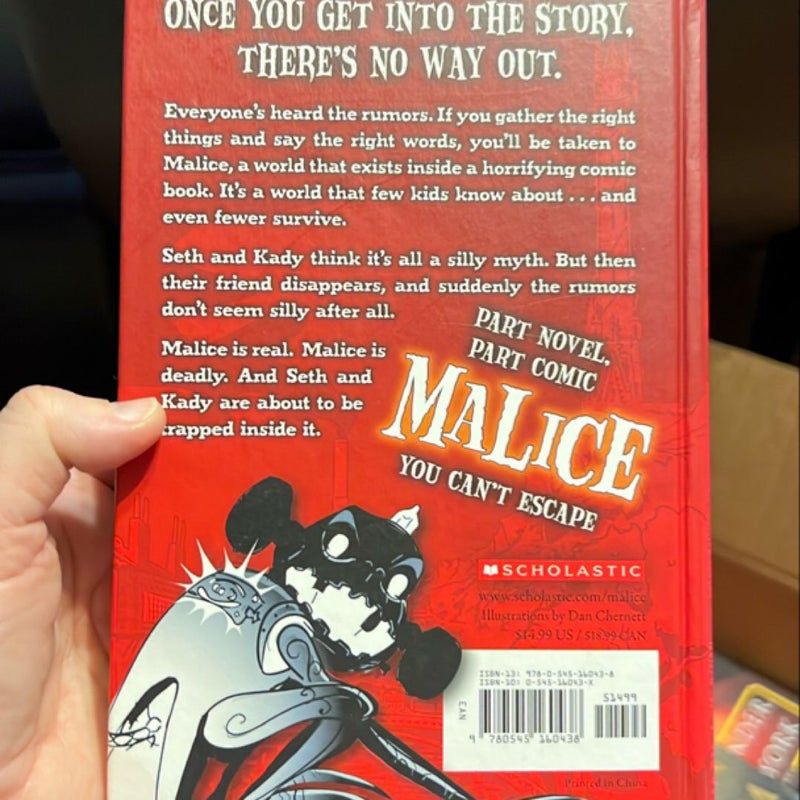 ONCE YOU GET INTO THE STORY,
THERE'S NO WAY OUT.
Everyone's heard the rumors. If you gather the right
things and say the right words, you'll be taken to
Malice, a world that exists inside a horrifying comic
book. It's a world that few kids know about . . . and
even fewer survive.
Seth and Kady think it's all a silly myth. But then
their friend disappears, and suddenly the rumors
don't seem silly after all.
Malice is real. Malice is
deadly. And Seth and
Kady are about to be
trapped inside it.
PART NOVEL,
PART COMIC
MALICE
YOU CAN'T ESCAPE
SCHOLASTIC
www.scholastic.com/malice
Illustrations by Dan Chernett
$14.99 US / $18.99 CAN
ISBN-13: 978-0-545-16043-8
ISBN-10: 0-545-16043-X
51499
EAN
9 780545 160438
Printed in China
YORK